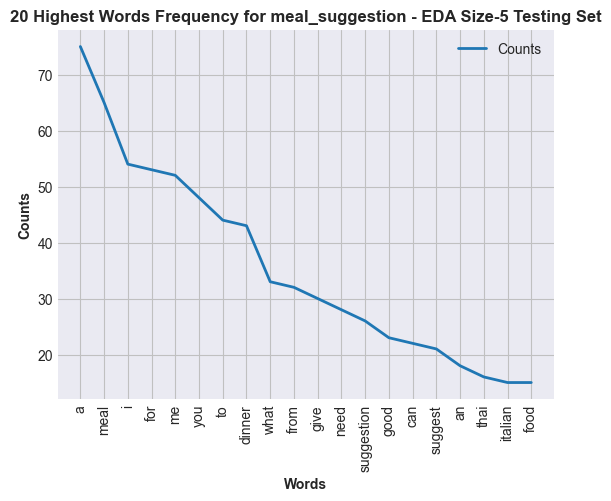 20 Highest Words Frequency for meal_suggestion - EDA Size-5 Testing Set
Counts
70
60
50
40
30
20
Counts
a
meal
i
for
me
you
to
dinner
what
from
give
need
suggestion
good
can
suggest
an
thai
italian
food
Words